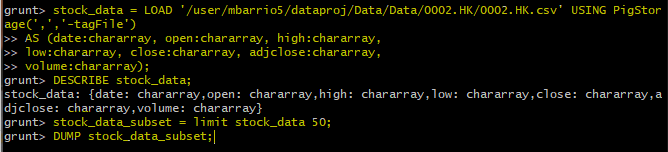 grunt> stock_data = LOAD '/user/mbarrio5/dataproj/Data/Data/0002.HK/0002.HK.csv' USING PigStor
age(',','-tagFile')
>> AS (date:chararray, open:chararray, high:chararray,
>> low:chararray, close:chararray, adjclose:chararray,
>> volume:chararray);
grunt> DESCRIBE stock_data;
stock_data: {date: chararray,open: chararray,high: chararray,low: chararray,close: chararray,a
djclose: chararray,volume: chararray}
grunt> stock_data_subset = limit stock_data 50;
grunt> DUMP stock_data_subset;